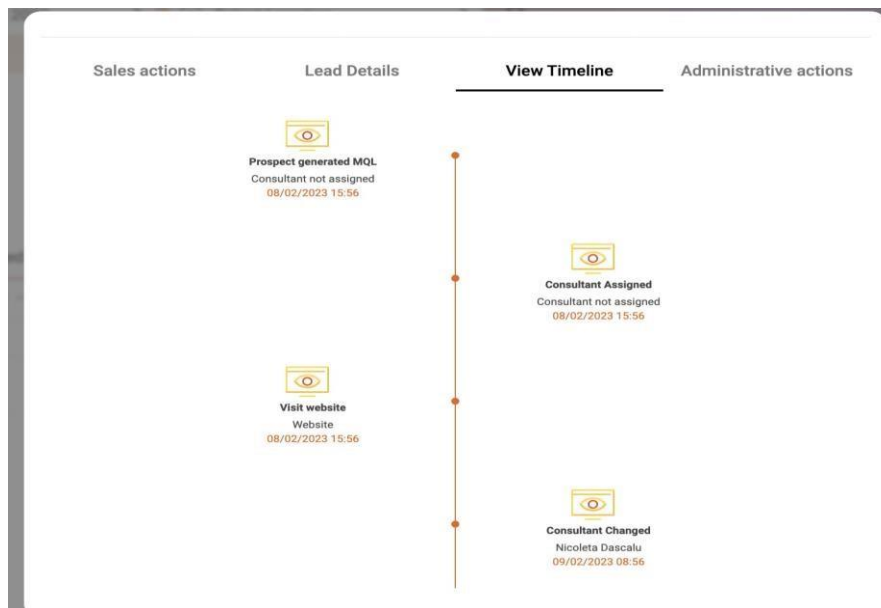 Sales actions
Lead Details
View Timeline
Administrative actions
Prospect generated MQL
Consultant not assigned
08/02/2023 15:56
Consultant Assigned
Consultant not assigned
08/02/2023 15:56
Visit website
Website
08/02/2023 15:56
Consultant Changed
Nicoleta Dascalu
09/02/2023 08:56